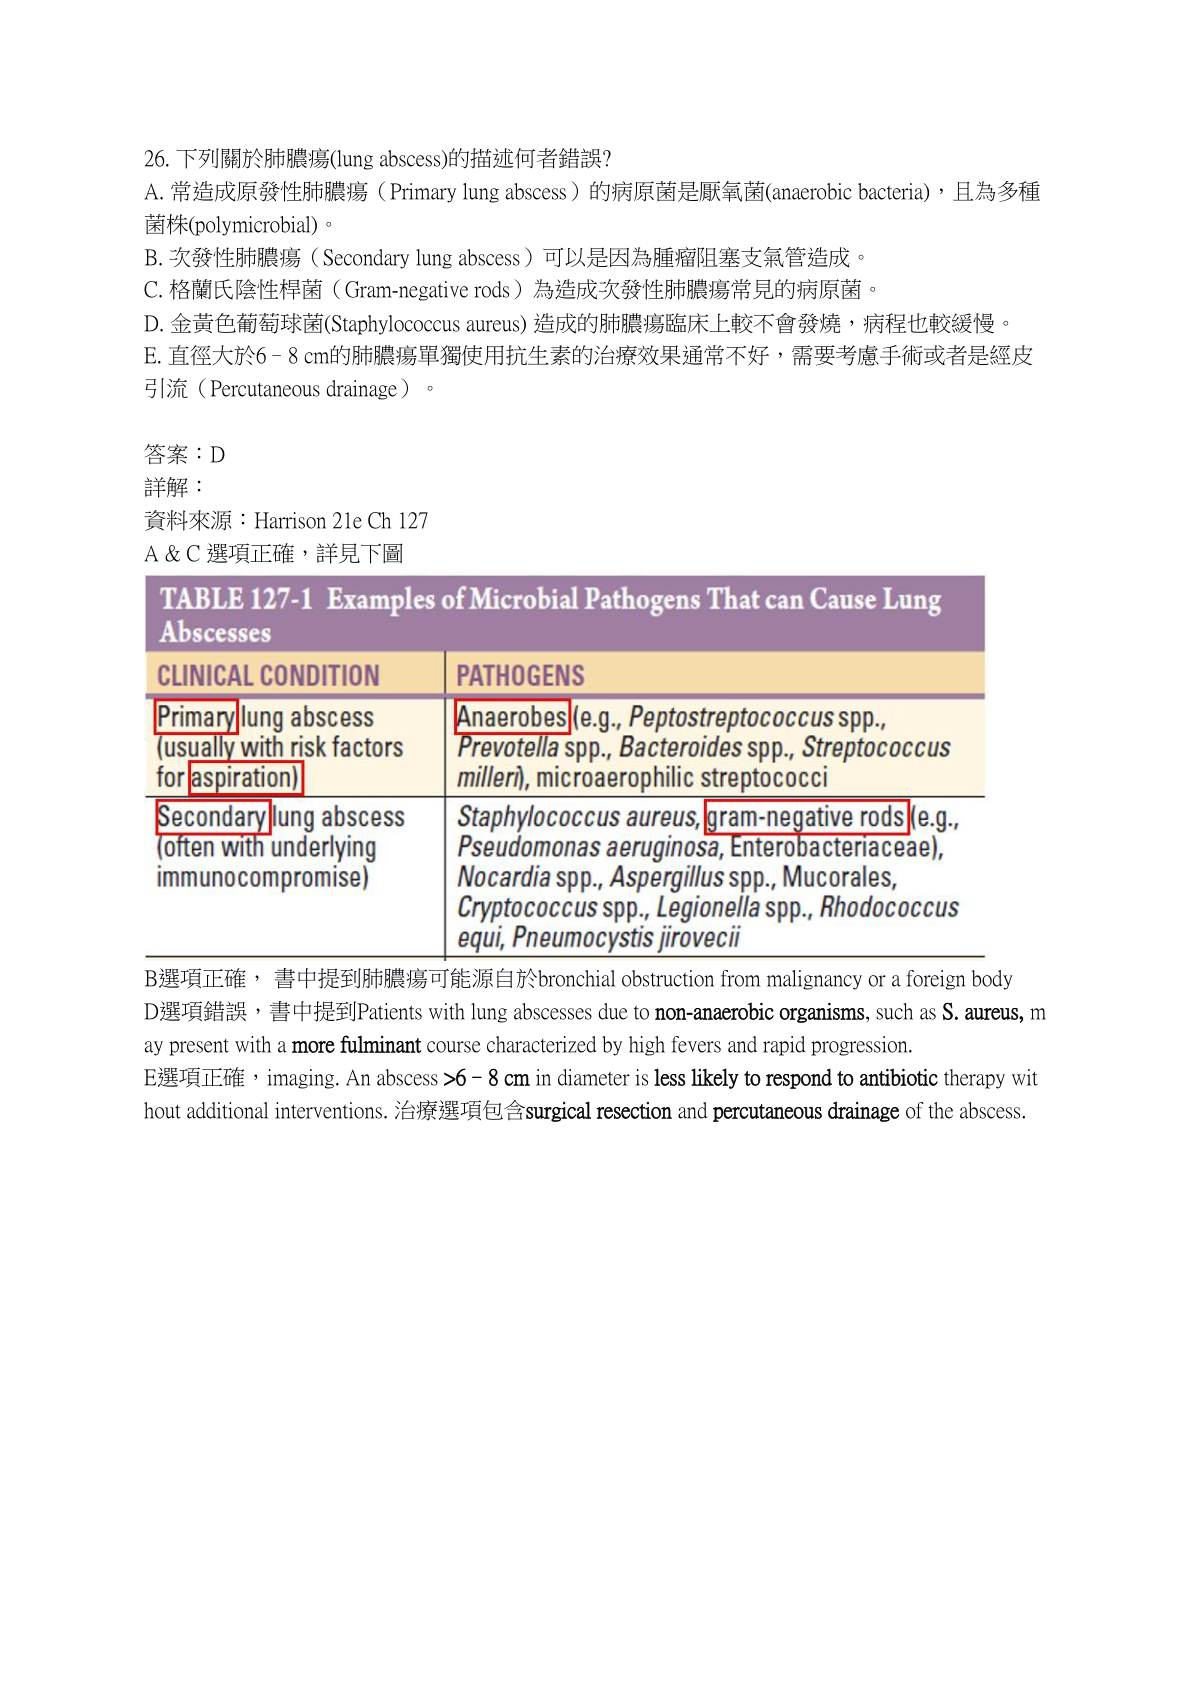 26. 下列關於肺膿瘍(lung abscess)的描述何者錯誤?
A. 常造成原發性肺膿瘍（Primary lung abscess）的病原菌是厭氧菌(anaerobic bacteria)，且為多種
菌株(polymicrobial)。
B. 次發性肺膿瘍（Secondary lung abscess）可以是因為腫瘤阻塞支氣管造成。
C. 格蘭氏陰性桿菌（Gram-negative rods）為造成次發性肺膿瘍常見的病原菌。
D. 金黃色葡萄球菌(Staphylococcus aureus) 造成的肺膿瘍臨床上較不會發燒，病程也較緩慢。
E. 直徑大於6–8 cm的肺膿瘍單獨使用抗生素的治療效果通常不好，需要考慮手術或者是經皮
引流（Percutaneous drainage）。
答案：D
詳解：
資料來源：Harrison 21e Ch 127
A & C 選項正確，詳見下圖
TABLE 127-1 Examples of Microbial Pathogens That can Cause Lung
Abscesses
CLINICAL CONDITION PATHOGENS
Primary lung abscess Anaerobes (e.g., Peptostreptococcus spp.,
(usually with risk factors Prevotella spp., Bacteroides spp., Streptococcus
for aspiration) milleri), microaerophilic streptococci
Secondary lung abscess Staphylococcus aureus, gram-negative rods (e.g.,
(often with underlying Pseudomonas aeruginosa, Enterobacteriaceae),
immunocompromise) Nocardia spp., Aspergillus spp., Mucorales,
Cryptococcus spp., Legionella spp., Rhodococcus
equi, Pneumocystis jirovecii
B選項正確， 書中提到肺膿瘍可能源自於bronchial obstruction from malignancy or a foreign body
D選項錯誤，書中提到Patients with lung abscesses due to non-anaerobic organisms, such as S. aureus, m
ay present with a more fulminant course characterized by high fevers and rapid progression.
E選項正確，imaging. An abscess >6–8 cm in diameter is less likely to respond to antibiotic therapy wit
hout additional interventions. 治療選項包含surgical resection and percutaneous drainage of the abscess.